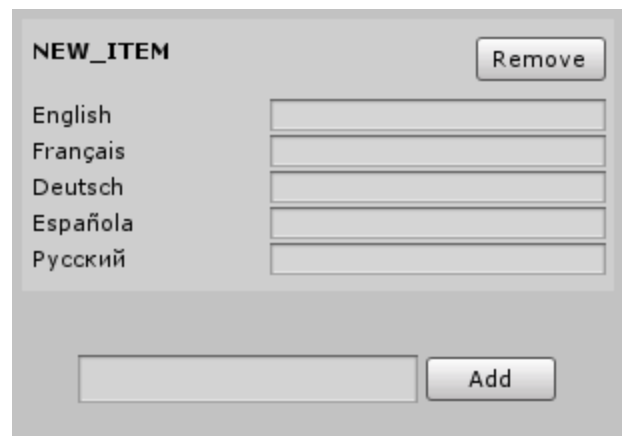 NEW_ITEM Remove
English
Français
Deutsch
Española
Русский
Add